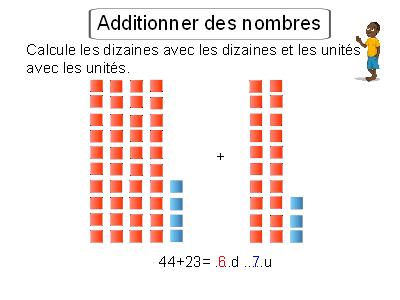 Additionner des nombres
Calcule les dizaines avec les dizaines et les unités
avec les unités.
+
44+23= .6.d ..7.u